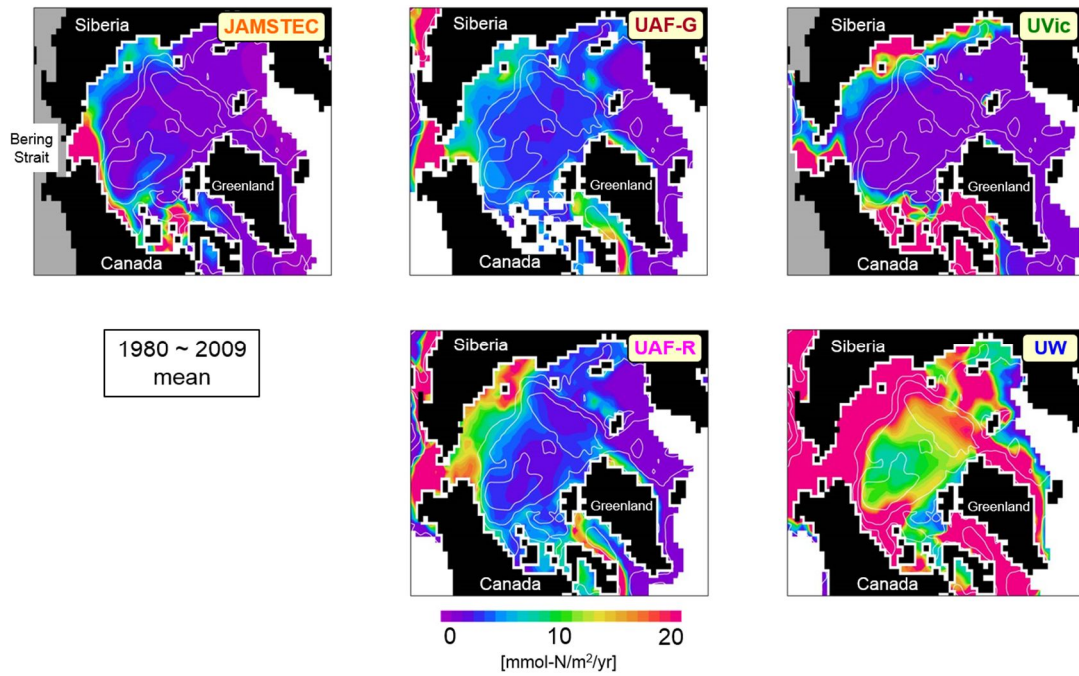 Siberia
JAMSTEC
Bering
Strait
Greenland
Canada
Siberia
UAF-G
Greenland
Canada
Siberia
UVic
Greenland
Canada
1980 ~ 2009
mean
Siberia
UAF-R
Greenland
Canada
Siberia
UW
Greenland
Canada
0 10 20
[mmol-N/m²/yr]